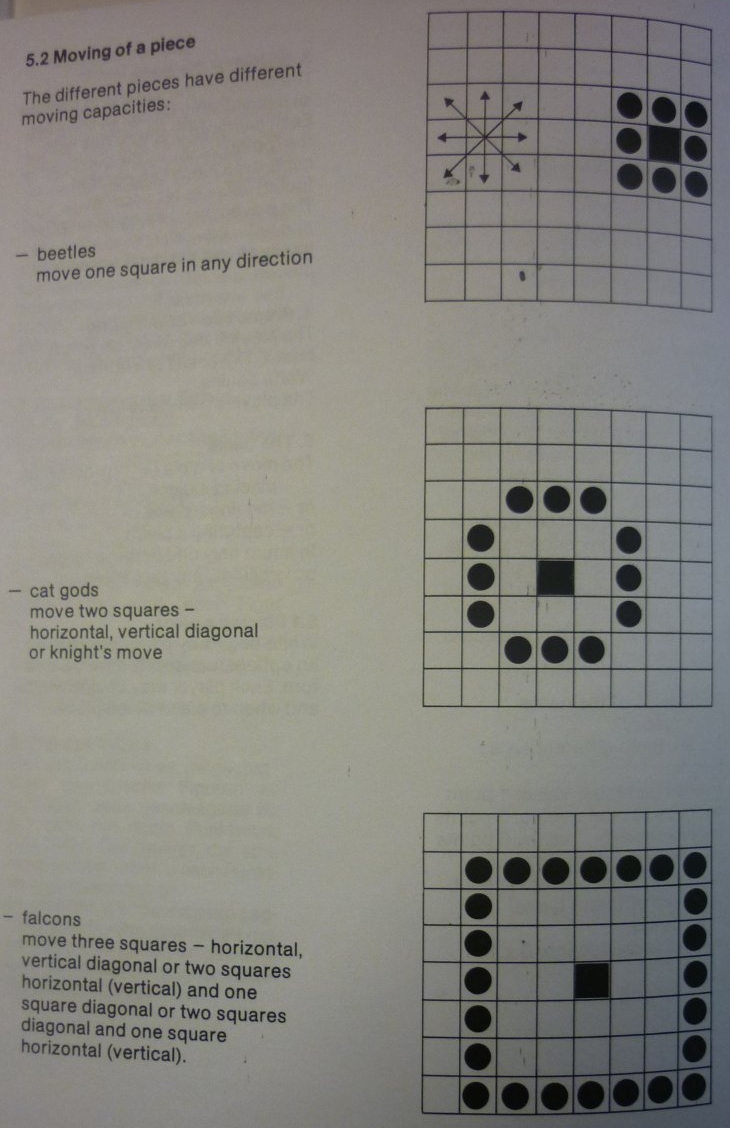 5.2 Moving of a piece
The different pieces have different
moving capacities:
– beetles
move one square in any direction
– cat gods
move two squares –
horizontal, vertical diagonal
or knight's move
– falcons
move three squares – horizontal,
vertical diagonal or two squares
horizontal (vertical) and one
square diagonal or two squares
diagonal and one square
horizontal (vertical).